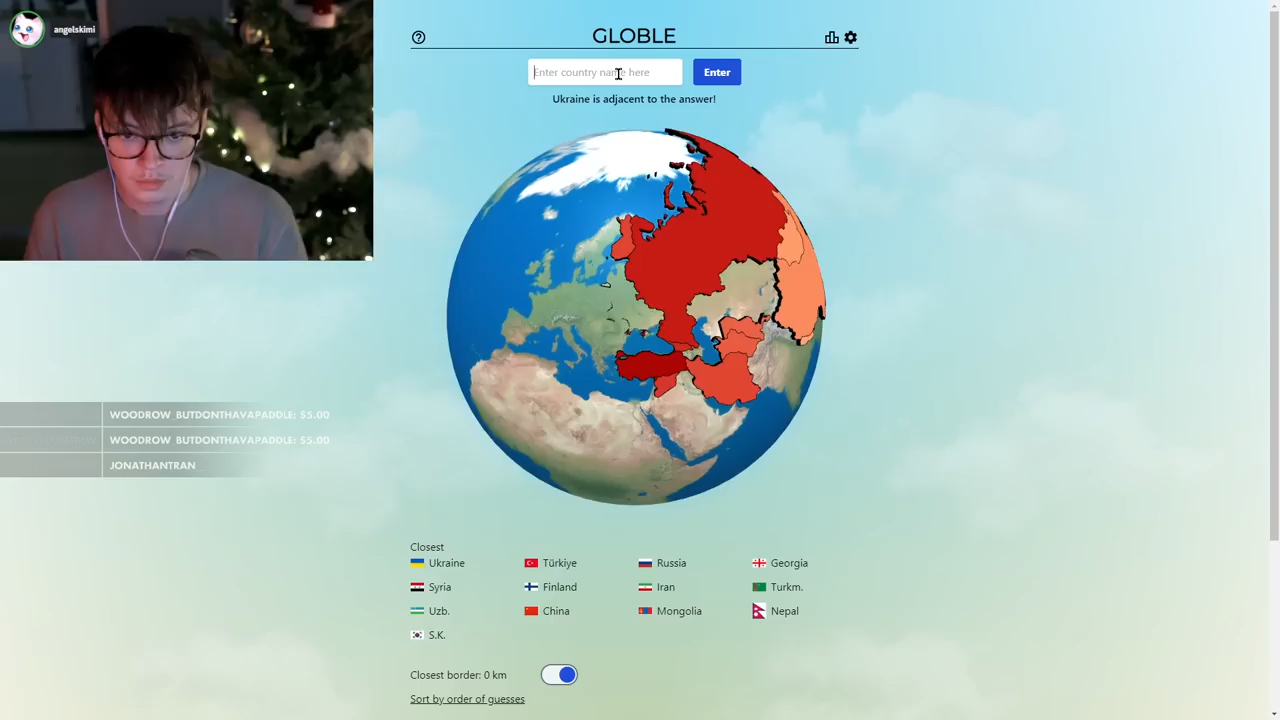 angelskimi
GLOBLE
Enter country name here
Enter
Ukraine is adjacent to the answer!
WOODROW_BUTDONTHAVAPADDLE: $5.00
WOODROW_BUTDONTHAVAPADDLE: $5.00
JONATHANTRAN
Closest
Ukraine Türkiye Russia Georgia
Syria Finland Iran Turkm.
Uzb. China Mongolia Nepal
S.K.
Closest border: 0 km
Sort by order of guesses